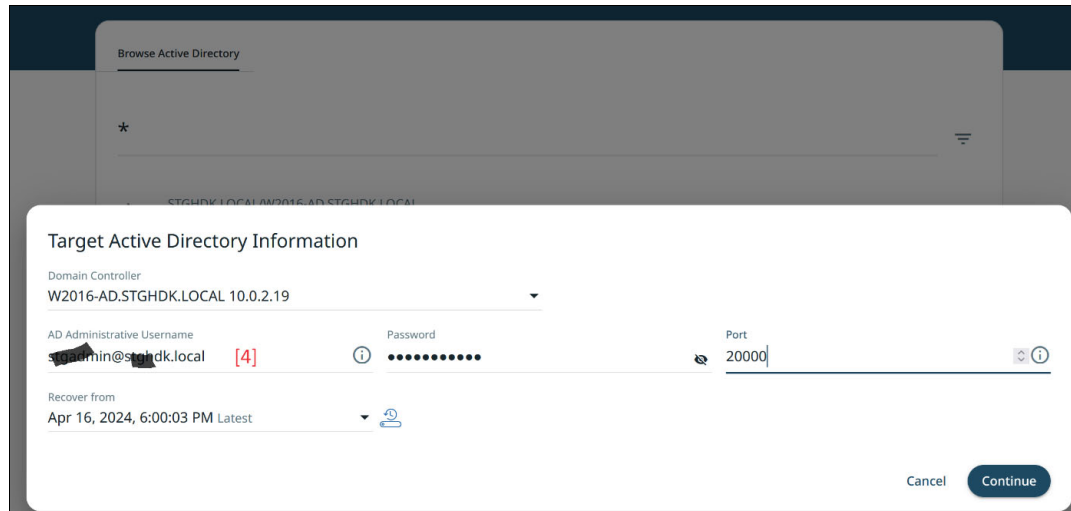 Browse Active Directory
*
STGHDK.LOCAL/W2016-AD.STGHDK.LOCAL
Target Active Directory Information
Domain Controller
W2016-AD.STGHDK.LOCAL 10.0.2.19
AD Administrative Username Password Port
[4] ●●●●●●●●●●● 20000
Recover from
Apr 16, 2024, 6:00:03 PM Latest
Cancel Continue